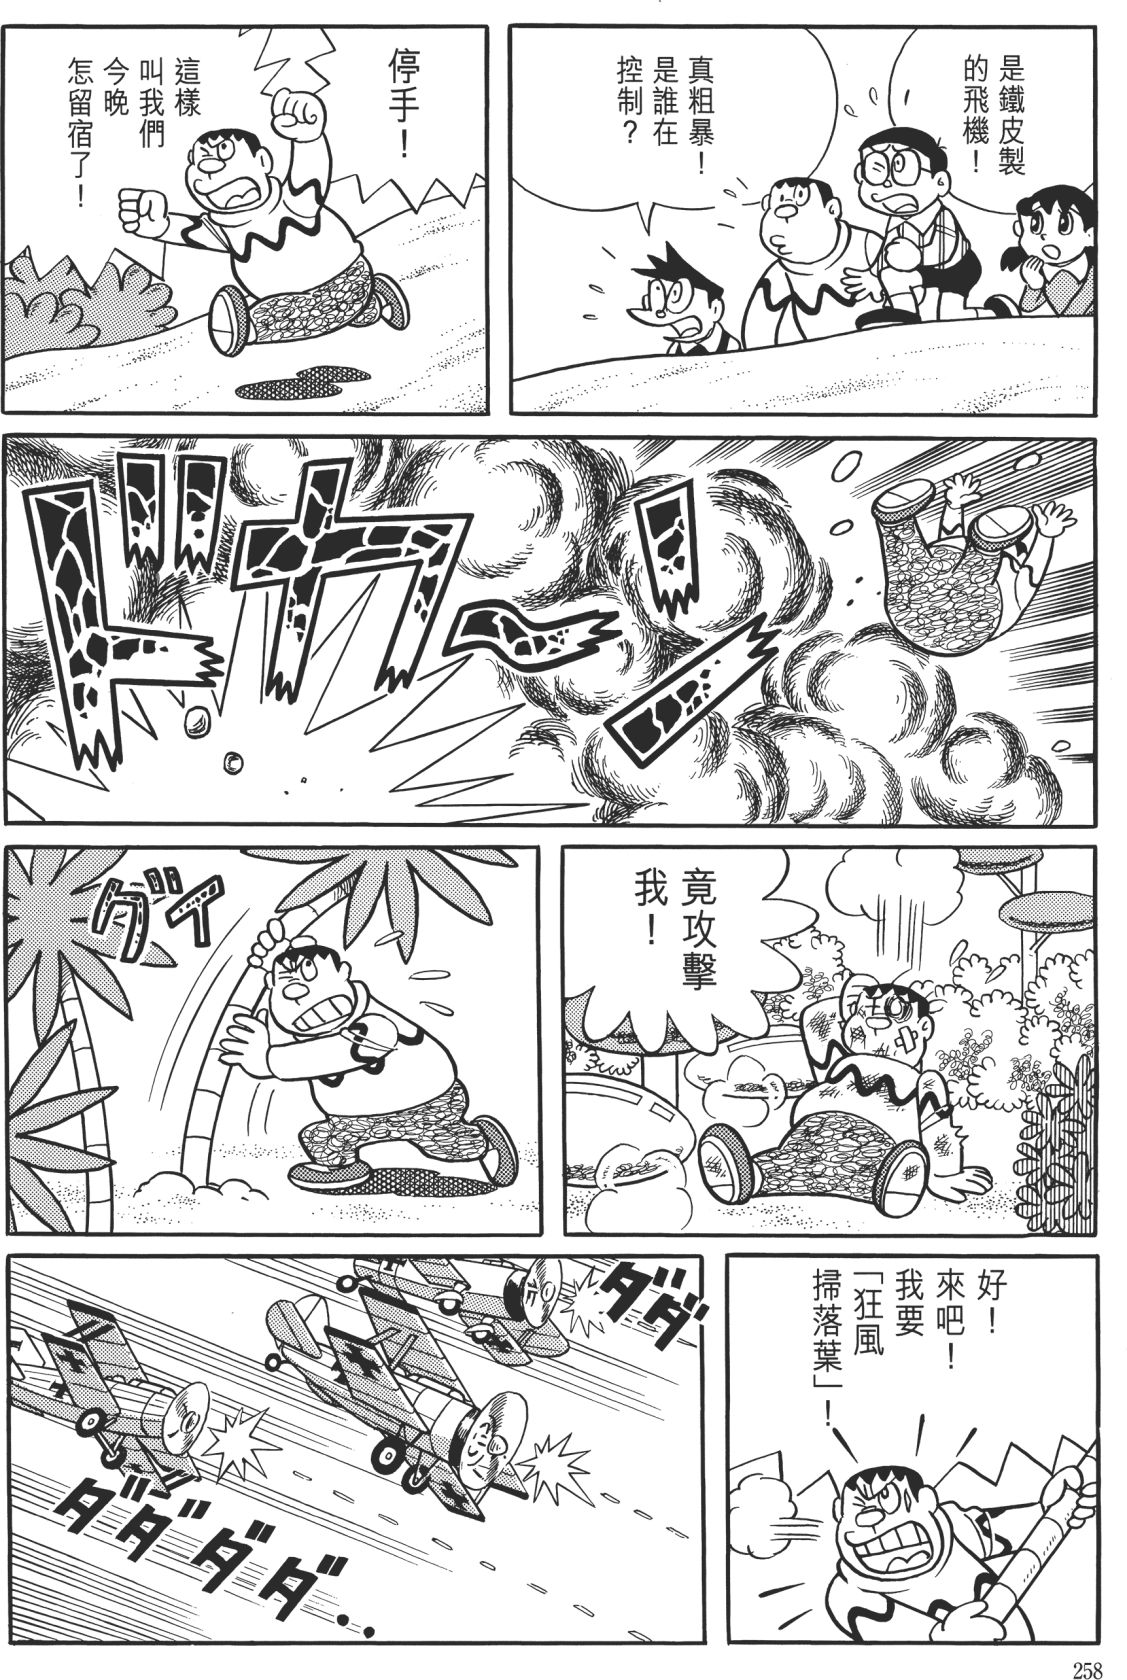 是鐵皮製
的飛機！
真粗暴！
是誰在
控制？
停手！
這樣
叫我們
今晚
怎留宿了！
ドガーン
竟攻擊
我！
グイ
好！
來吧！
我要
「狂風
掃落葉」！
ダダダ
ダダダダ..
258